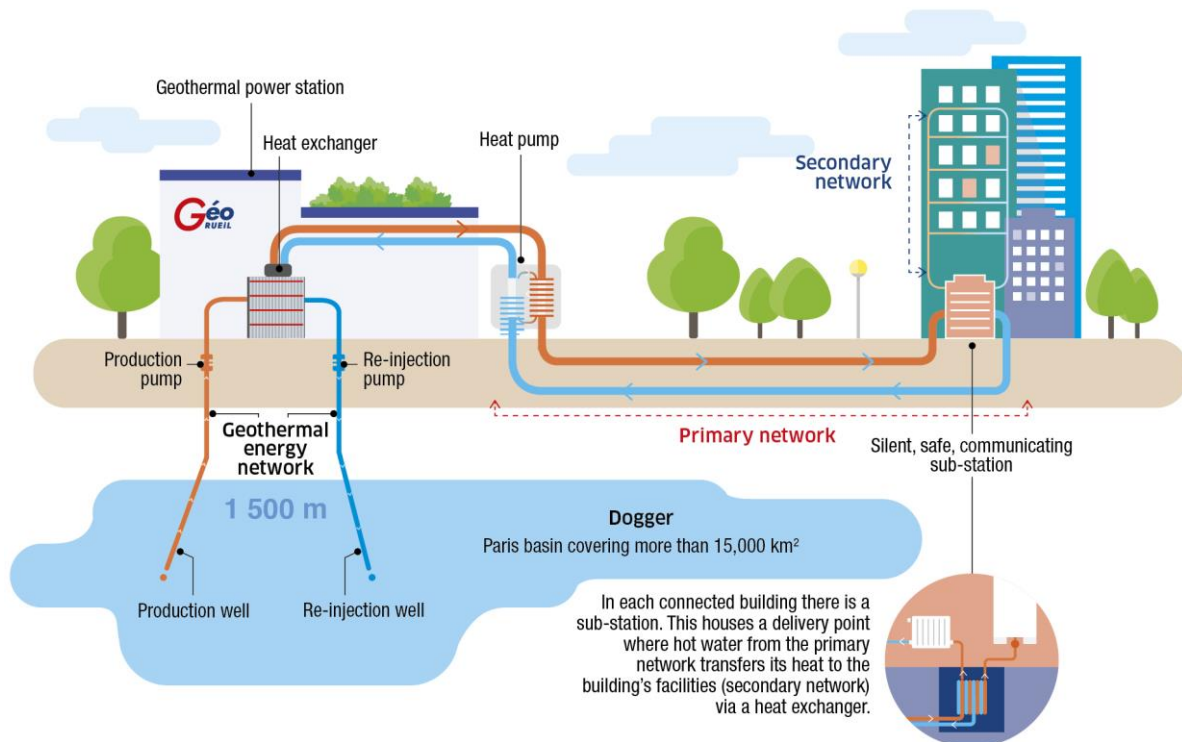 Geothermal power station
Heat exchanger
Heat pump
Géo
RUEIL
Secondary
network
Production
pump
Re-injection
pump
Geothermal
energy
network
Primary network
Silent, safe, communicating
sub-station
1 500 m
Dogger
Paris basin covering more than 15,000 km²
Production well
Re-injection well
In each connected building there is a
sub-station. This houses a delivery point
where hot water from the primary
network transfers its heat to the
building's facilities (secondary network)
via a heat exchanger.